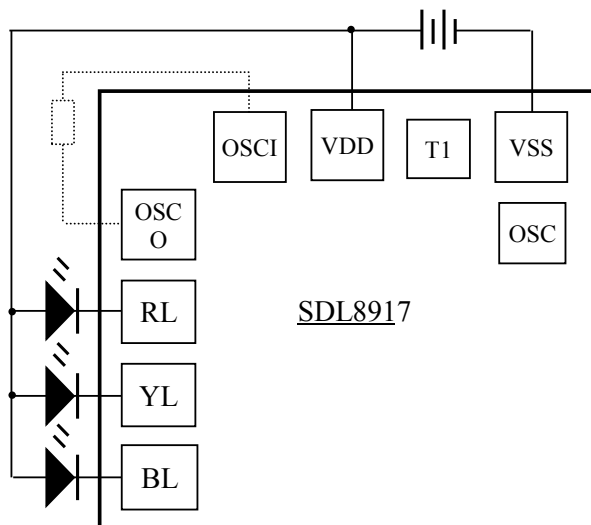 OSCI
VDD
T1
VSS
OSC
O
OSC
RL
SDL8917
YL
BL